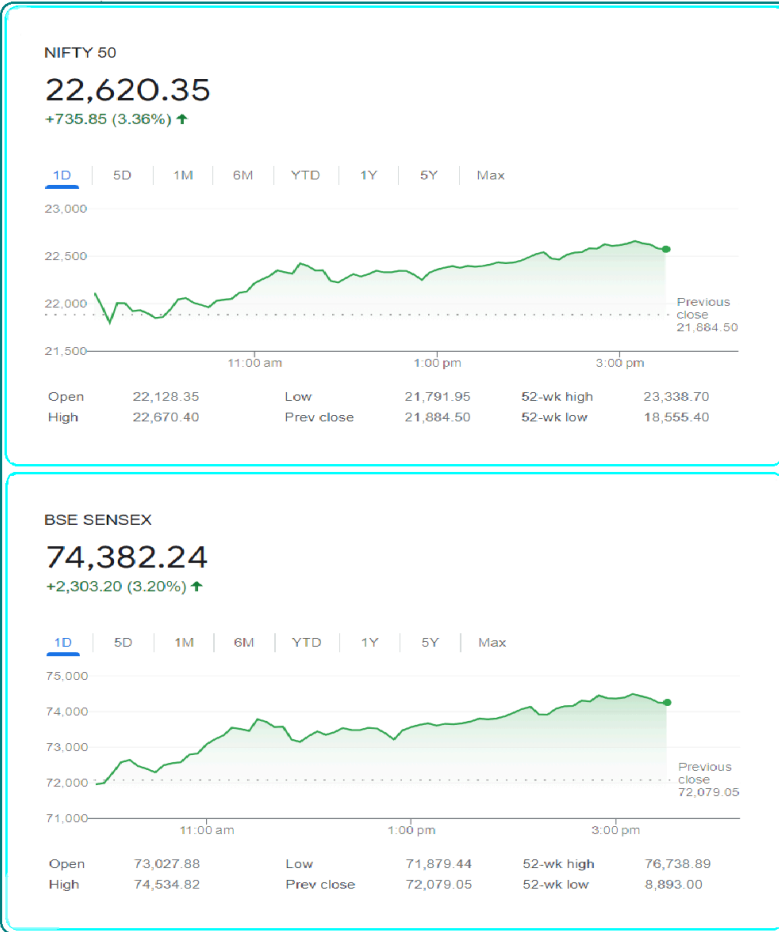 NIFTY 50
22,620.35
+735.85 (3.36%) ↑
1D 5D 1M 6M YTD 1Y 5Y Max
23,000
22,500
22,000
21,500
Previous
close
21,884.50
11:00 am 1:00 pm 3:00 pm
Open 22,128.35 Low 21,791.95 52-wk high 23,338.70
High 22,670.40 Prev close 21,884.50 52-wk low 18,555.40
BSE SENSEX
74,382.24
+2,303.20 (3.20%) ↑
1D 5D 1M 6M YTD 1Y 5Y Max
75,000
74,000
73,000
72,000
71,000
Previous
close
72,079.05
11:00 am 1:00 pm 3:00 pm
Open 73,027.88 Low 71,879.44 52-wk high 76,738.89
High 74,534.82 Prev close 72,079.05 52-wk low 8,893.00